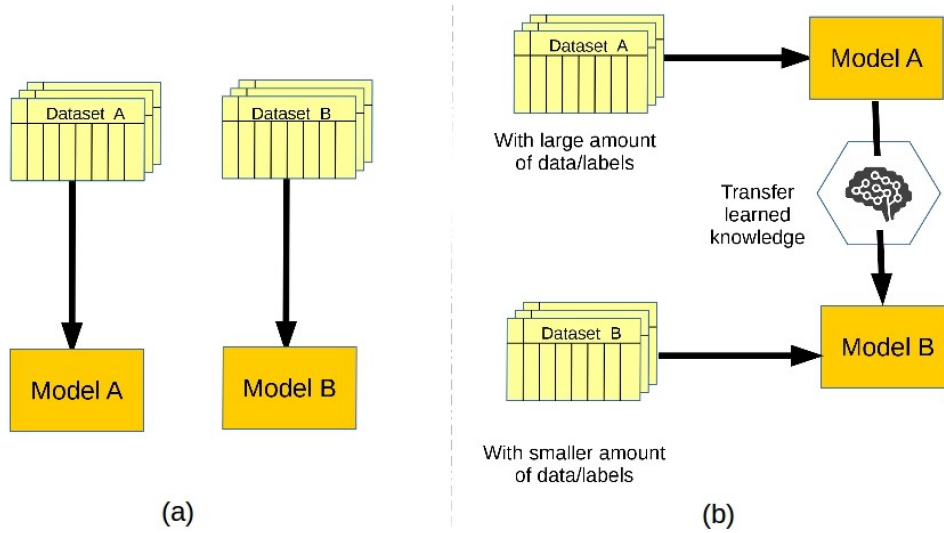 Dataset A
Dataset B
Model A
Model B
(a)
Dataset A
Model A
With large amount
of data/labels
Transfer
learned
knowledge
Dataset B
Model B
With smaller amount
of data/labels
(b)